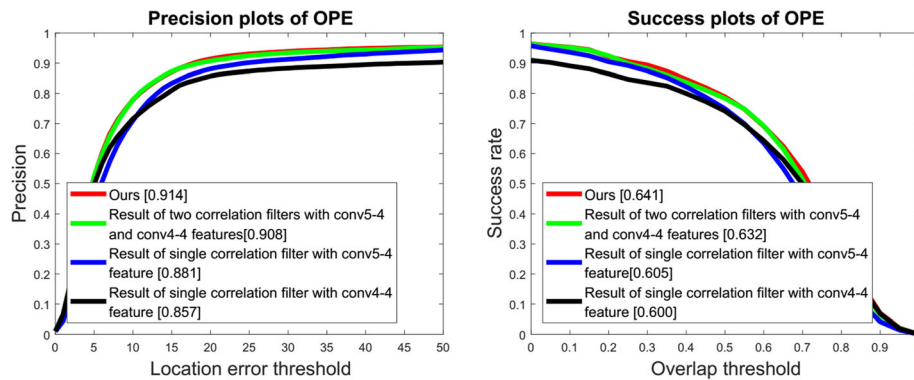 Precision plots of OPE
1
0.9
0.8
0.7
0.6
0.5
0.4
0.3
0.2
0.1
0
Precision
Ours [0.914]
Result of two correlation filters with conv5-4
and conv4-4 features[0.908]
Result of single correlation filter with conv5-4
feature [0.881]
Result of single correlation filter with conv4-4
feature [0.857]
0 5 10 15 20 25 30 35 40 45 50
Location error threshold
Success plots of OPE
1
0.9
0.8
0.7
0.6
0.5
0.4
0.3
0.2
0.1
0
Success rate
Ours [0.641]
Result of two correlation filters with conv5-4
and conv4-4 features [0.632]
Result of single correlation filter with conv5-4
feature[0.605]
Result of single correlation filter with conv4-4
feature [0.600]
0 0.1 0.2 0.3 0.4 0.5 0.6 0.7 0.8 0.9
Overlap threshold